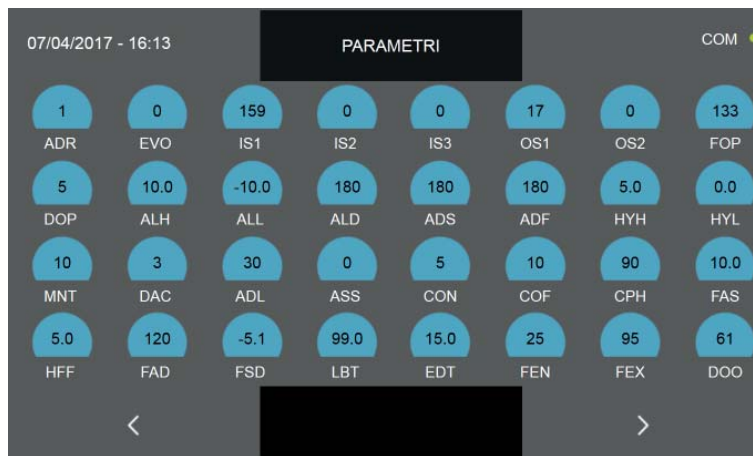 07/04/2017 - 16:13 PARAMETRI COM
1 0 159 0 0 17 0 133
ADR EVO IS1 IS2 IS3 OS1 OS2 FOP
5 10.0 -10.0 180 180 180 5.0 0.0
DOP ALH ALL ALD ADS ADF HYH HYL
10 3 30 0 5 10 90 10.0
MNT DAC ADL ASS CON COF CPH FAS
5.0 120 -5.1 99.0 15.0 25 95 61
HFF FAD FSD LBT EDT FEN FEX DOO
< >